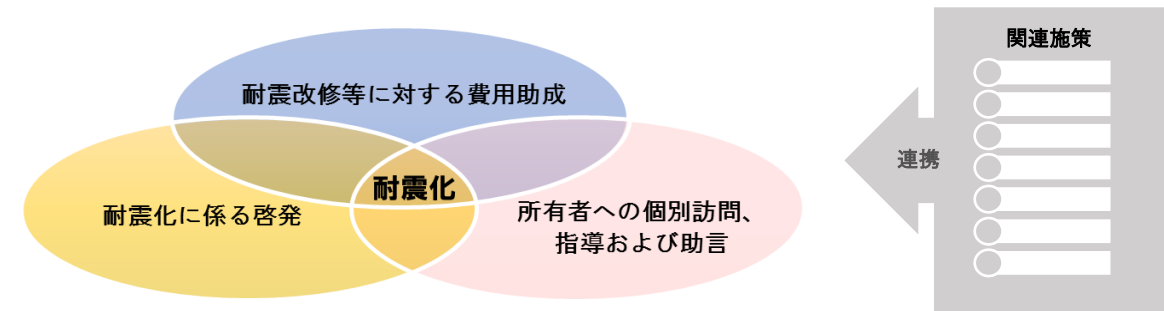 関連施策
耐震改修等に対する費用助成
連携
耐震化
耐震化に係る啓発
所有者への個別訪問、
指導および助言